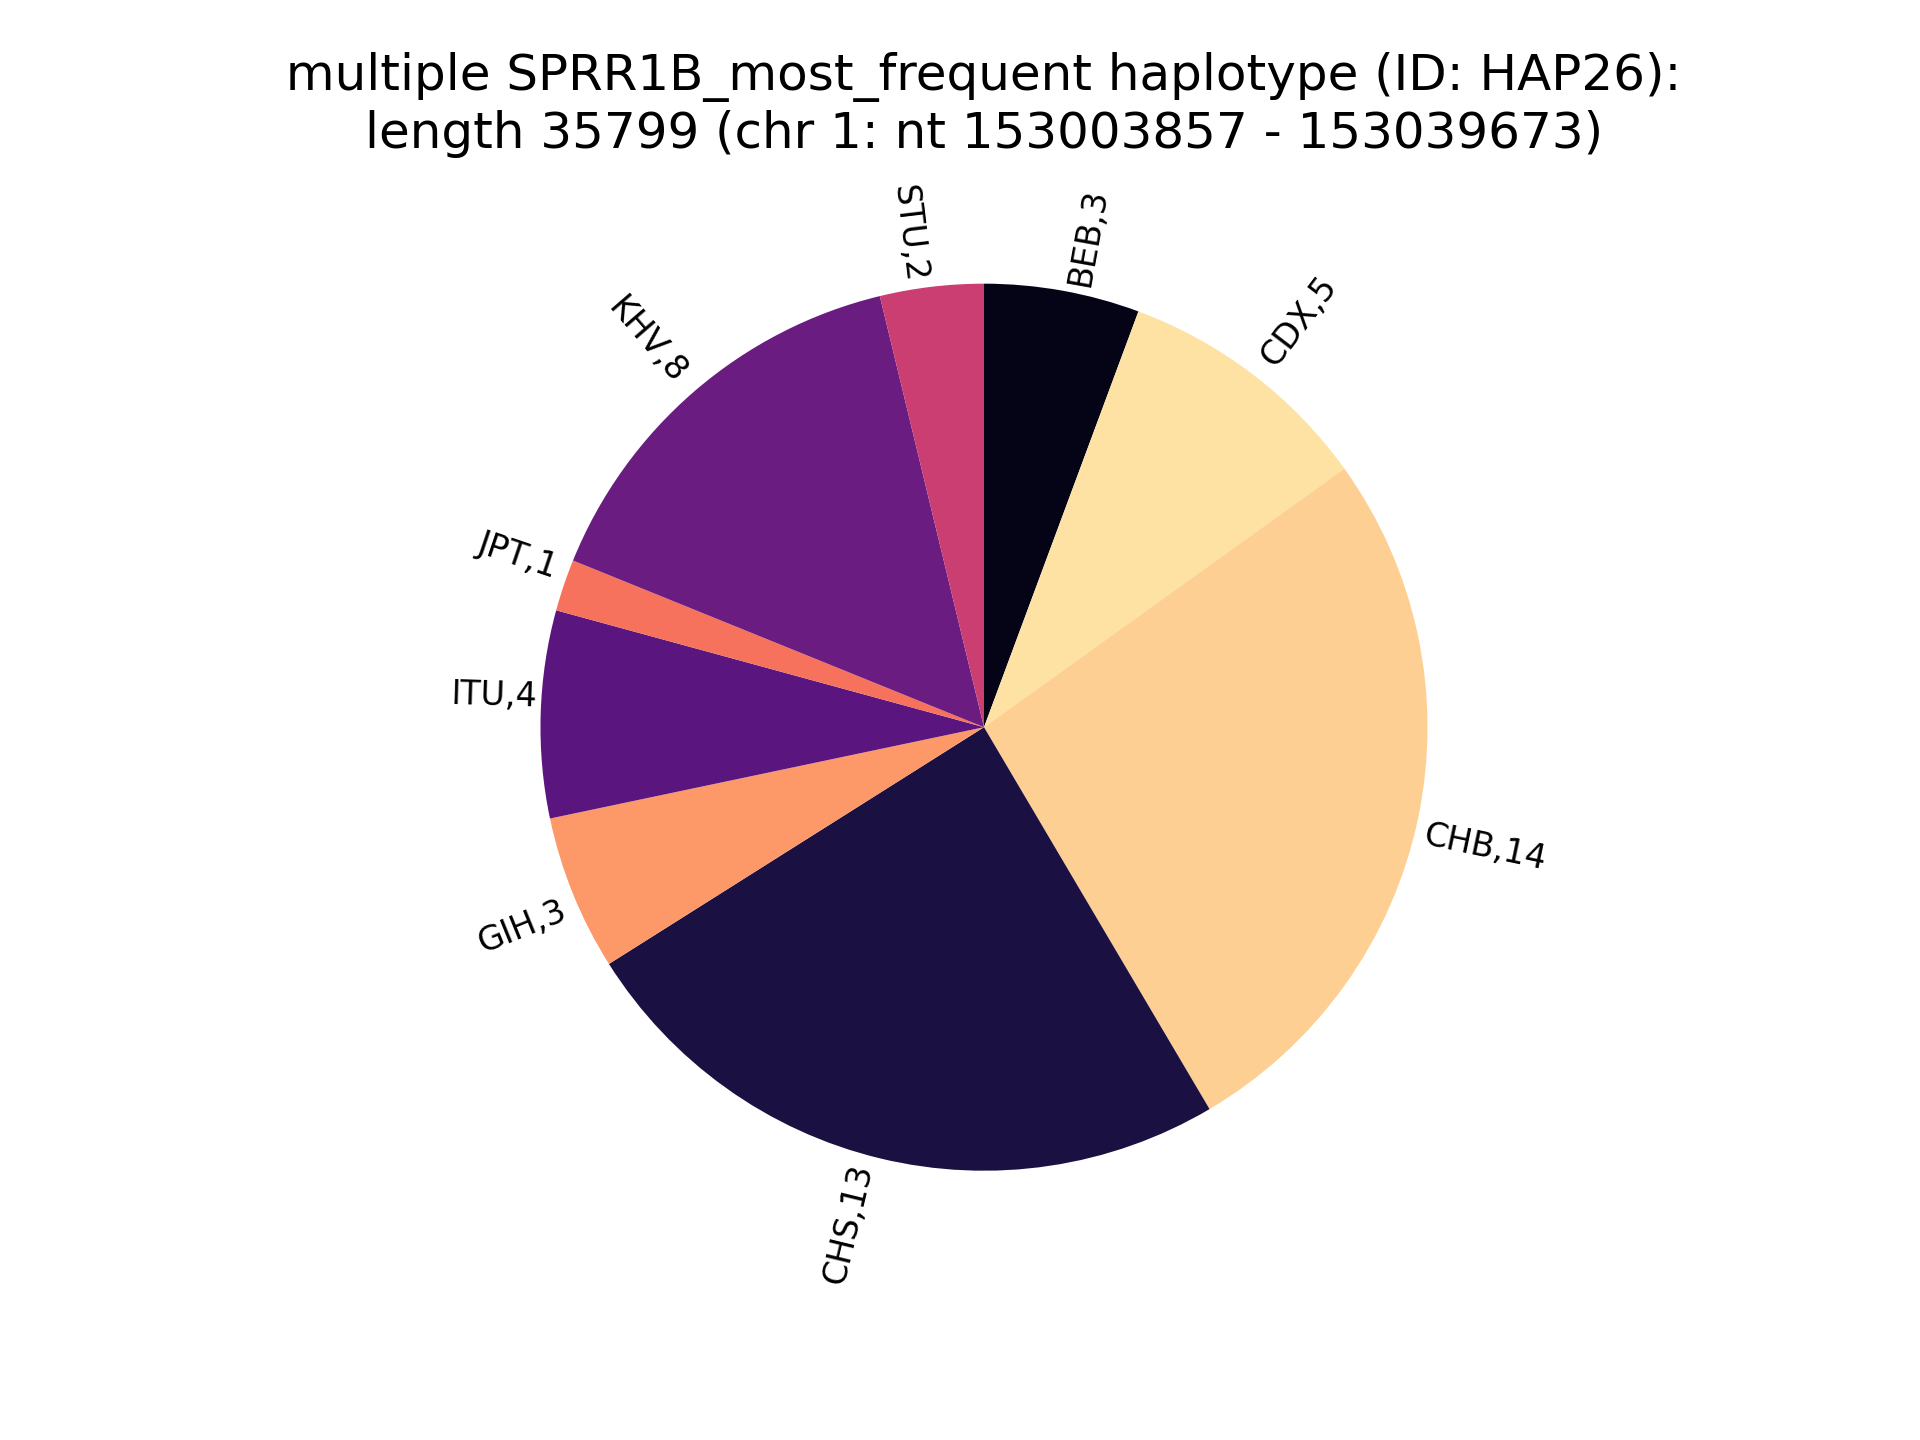 multiple SPRR1B_most_frequent haplotype (ID: HAP26):
length 35799 (chr 1: nt 153003857 - 153039673)
STU,2
BEB,3
CDX,5
KHV,8
JPT,1
ITU,4
CHB,14
GIH,3
CHS,13